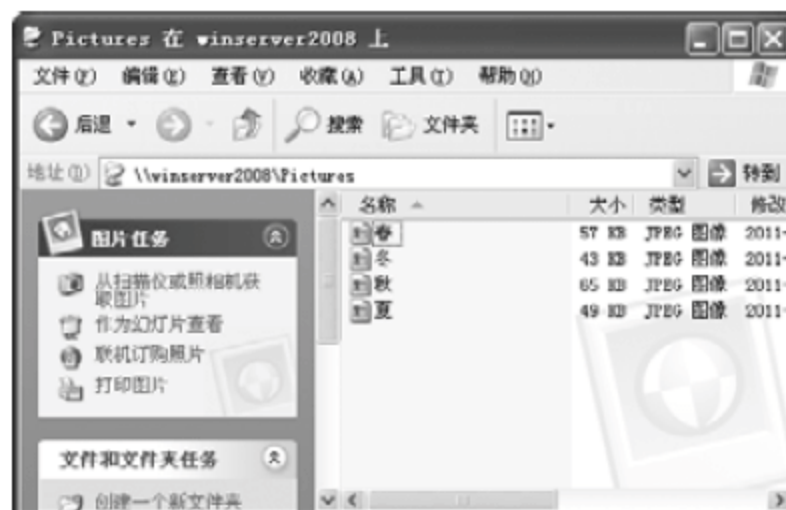 Pictures 在 winserver2008 上
文件(F) 编辑(E) 查看(V) 收藏(A) 工具(T) 帮助(H)
后退 搜索 文件夹
地址(D) \\winserver2008\Pictures 转到
图片任务
从扫描仪或照相机获
取图片
作为幻灯片查看
联机订购照片
打印图片
文件和文件夹任务
创建一个新文件夹
名称 大小 类型 修改
春 57 KB JPEG 图像 2011-
冬 43 KB JPEG 图像 2011-
秋 65 KB JPEG 图像 2011-
夏 49 KB JPEG 图像 2011-